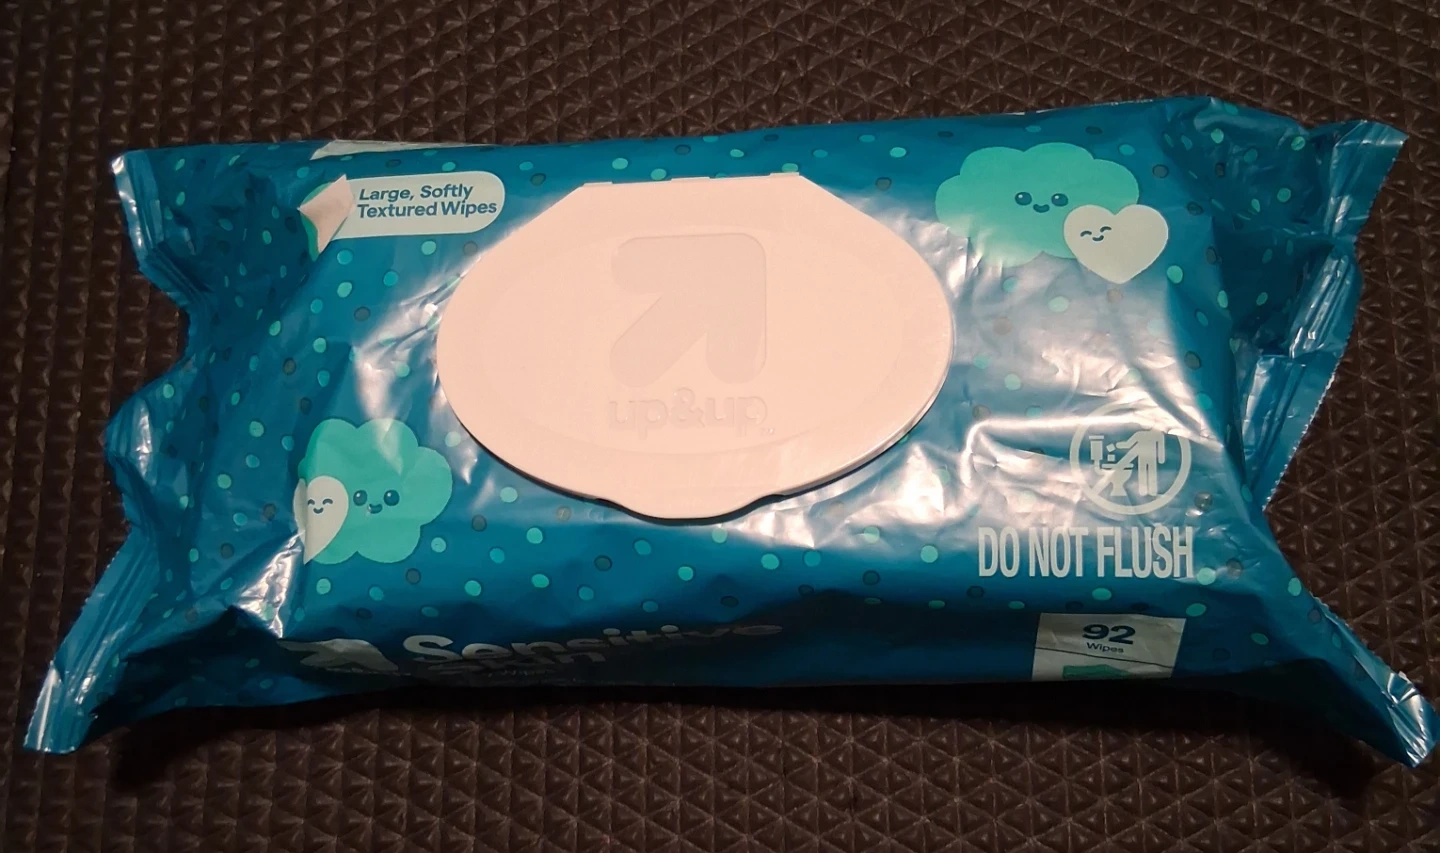 Large, Softly
Textured Wipes
up&up
DO NOT FLUSH
Sensitive
92
Wipes